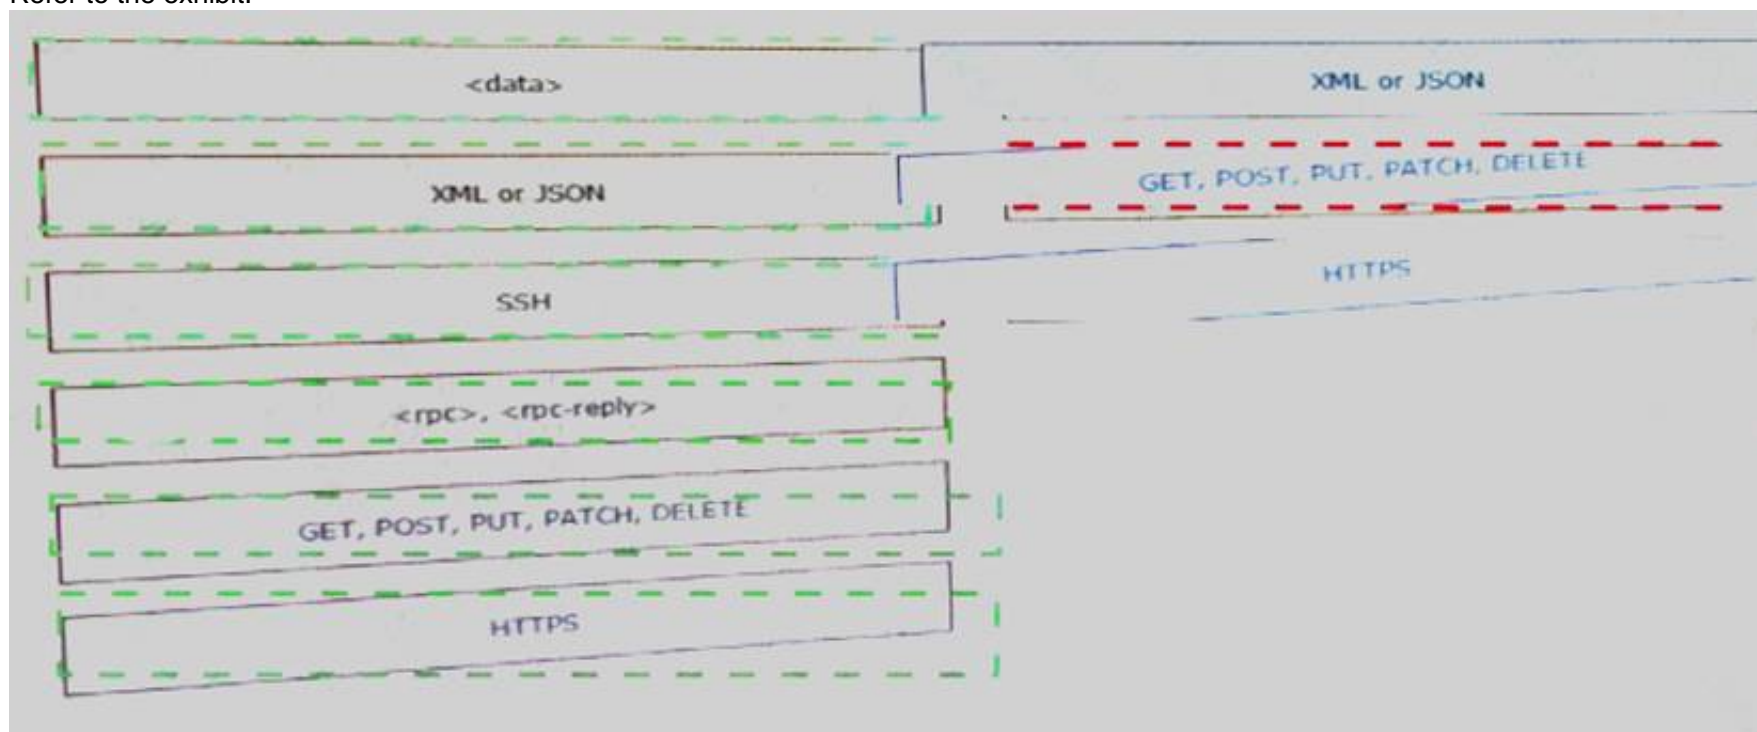 Refer to the exhibit.
<data>
XML or JSON
XML or JSON
GET, POST, PUT, PATCH, DELETE
SSH
HTTPS
<rpc>, <rpc-reply>
GET, POST, PUT, PATCH, DELETE
HTTPS